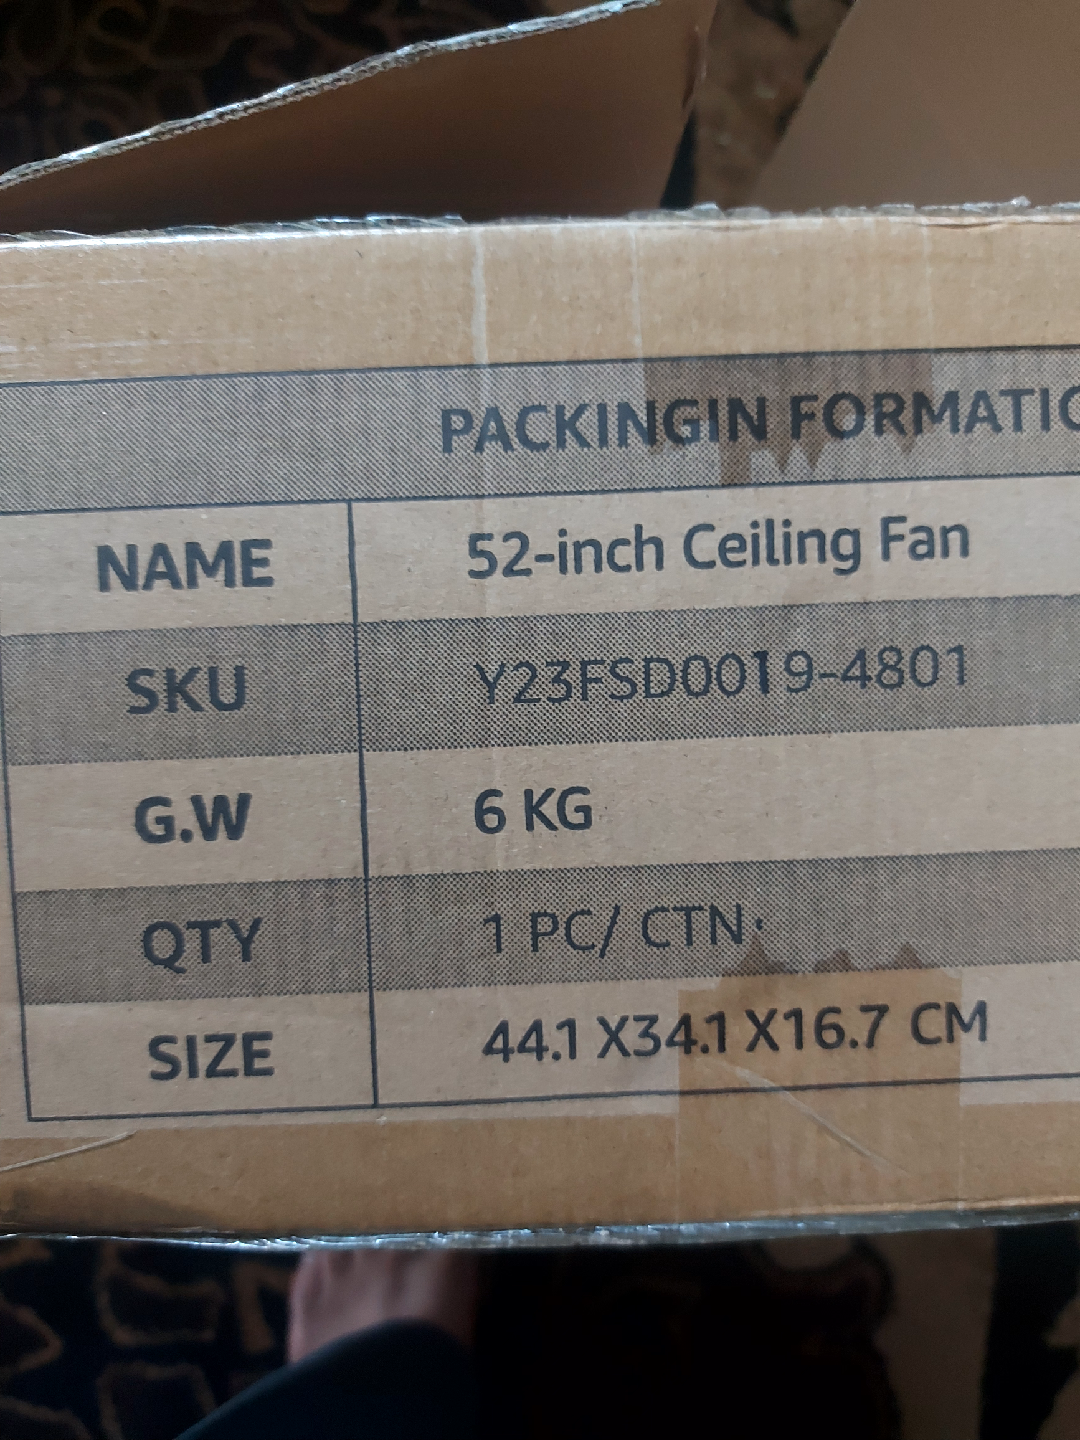 PACKINGIN FORMATIO
NAME 52-inch Ceiling Fan
SKU Y23FSD0019-4801
G.W 6 KG
QTY 1 PC/ CTN·
SIZE 44.1 X34.1 X16.7 CM